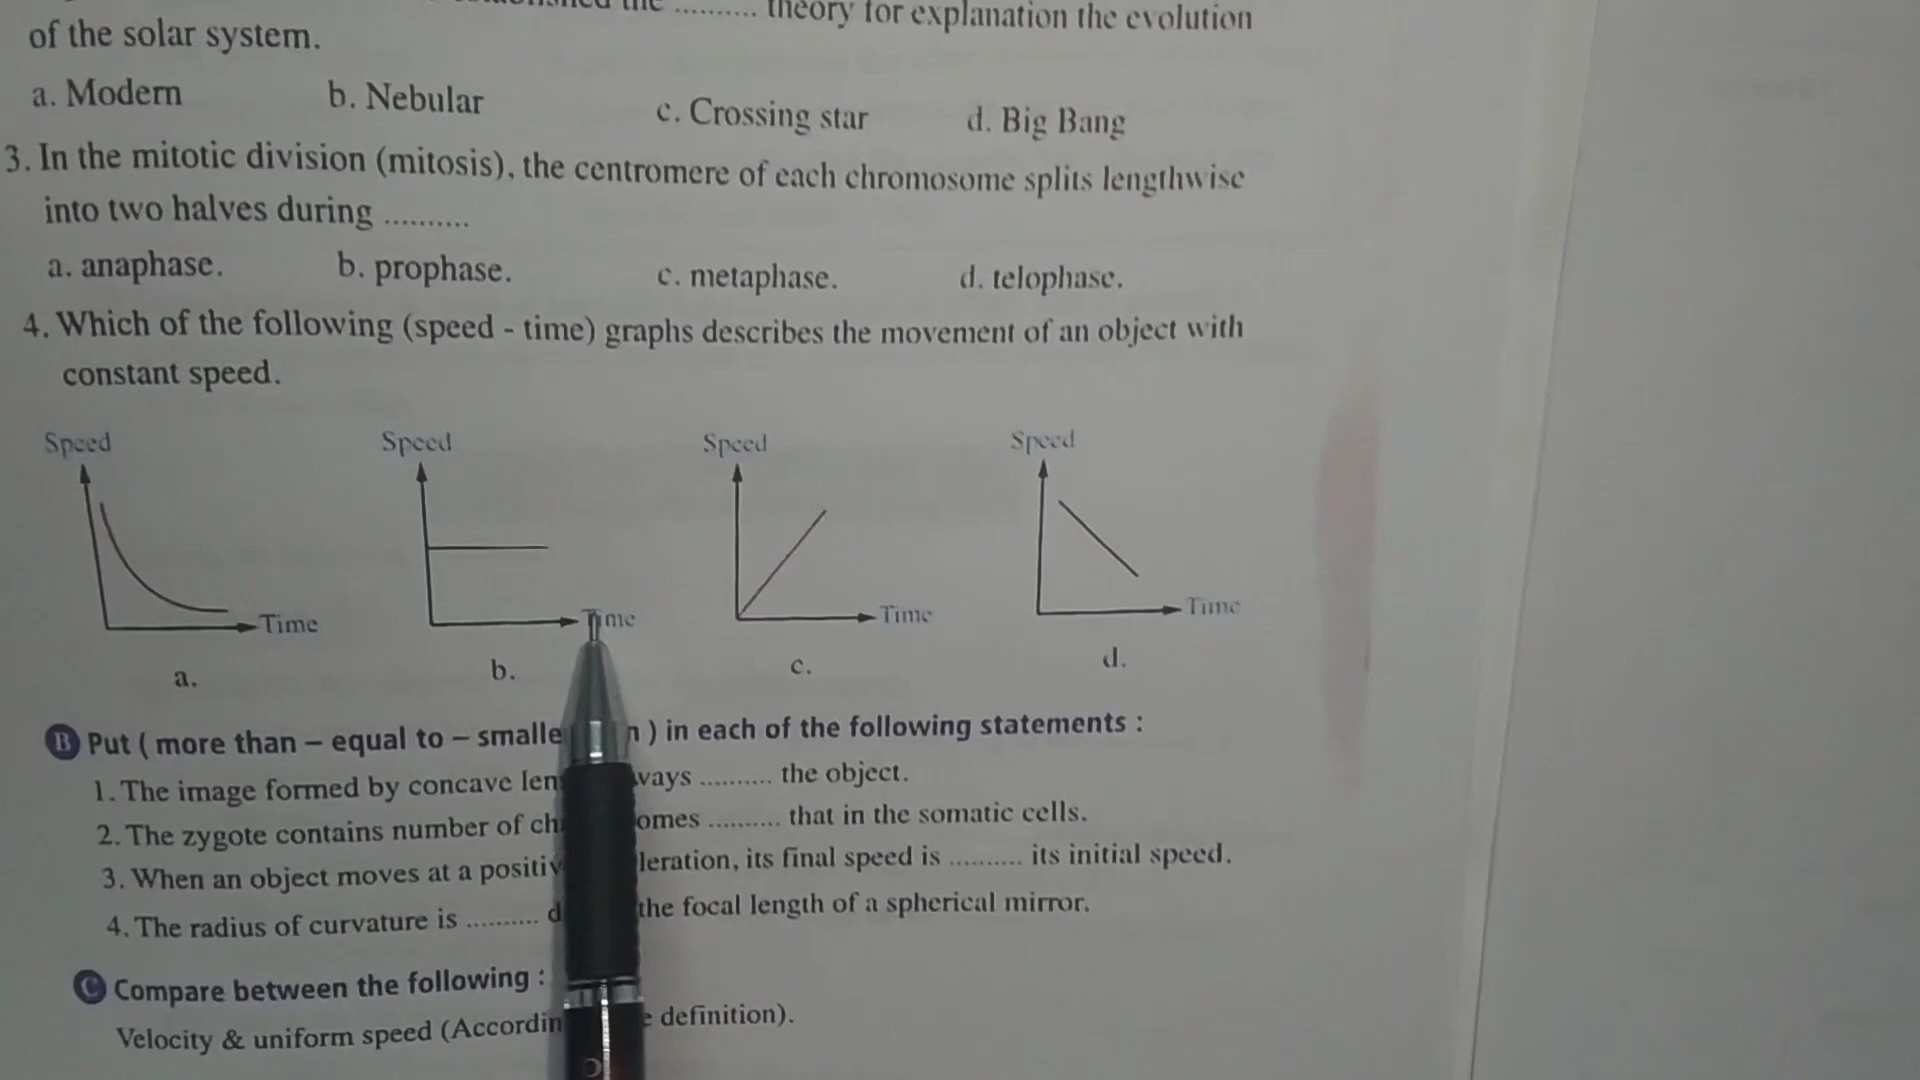 the .......... theory for explanation the evolution
of the solar system.
a. Modern b. Nebular c. Crossing star d. Big Bang
3. In the mitotic division (mitosis), the centromere of each chromosome splits lengthwise
into two halves during ..........
a. anaphase. b. prophase. c. metaphase. d. telophase.
4. Which of the following (speed - time) graphs describes the movement of an object with
constant speed.
Speed Speed Speed Speed
Time Time Time Time
a. b. c. d.
B Put ( more than – equal to – smalle n ) in each of the following statements :
1. The image formed by concave len ways .......... the object.
2. The zygote contains number of ch omes .......... that in the somatic cells.
3. When an object moves at a positiv leration, its final speed is .......... its initial speed.
4. The radius of curvature is .......... d the focal length of a spherical mirror.
C Compare between the following :
Velocity & uniform speed (Accordin e definition).